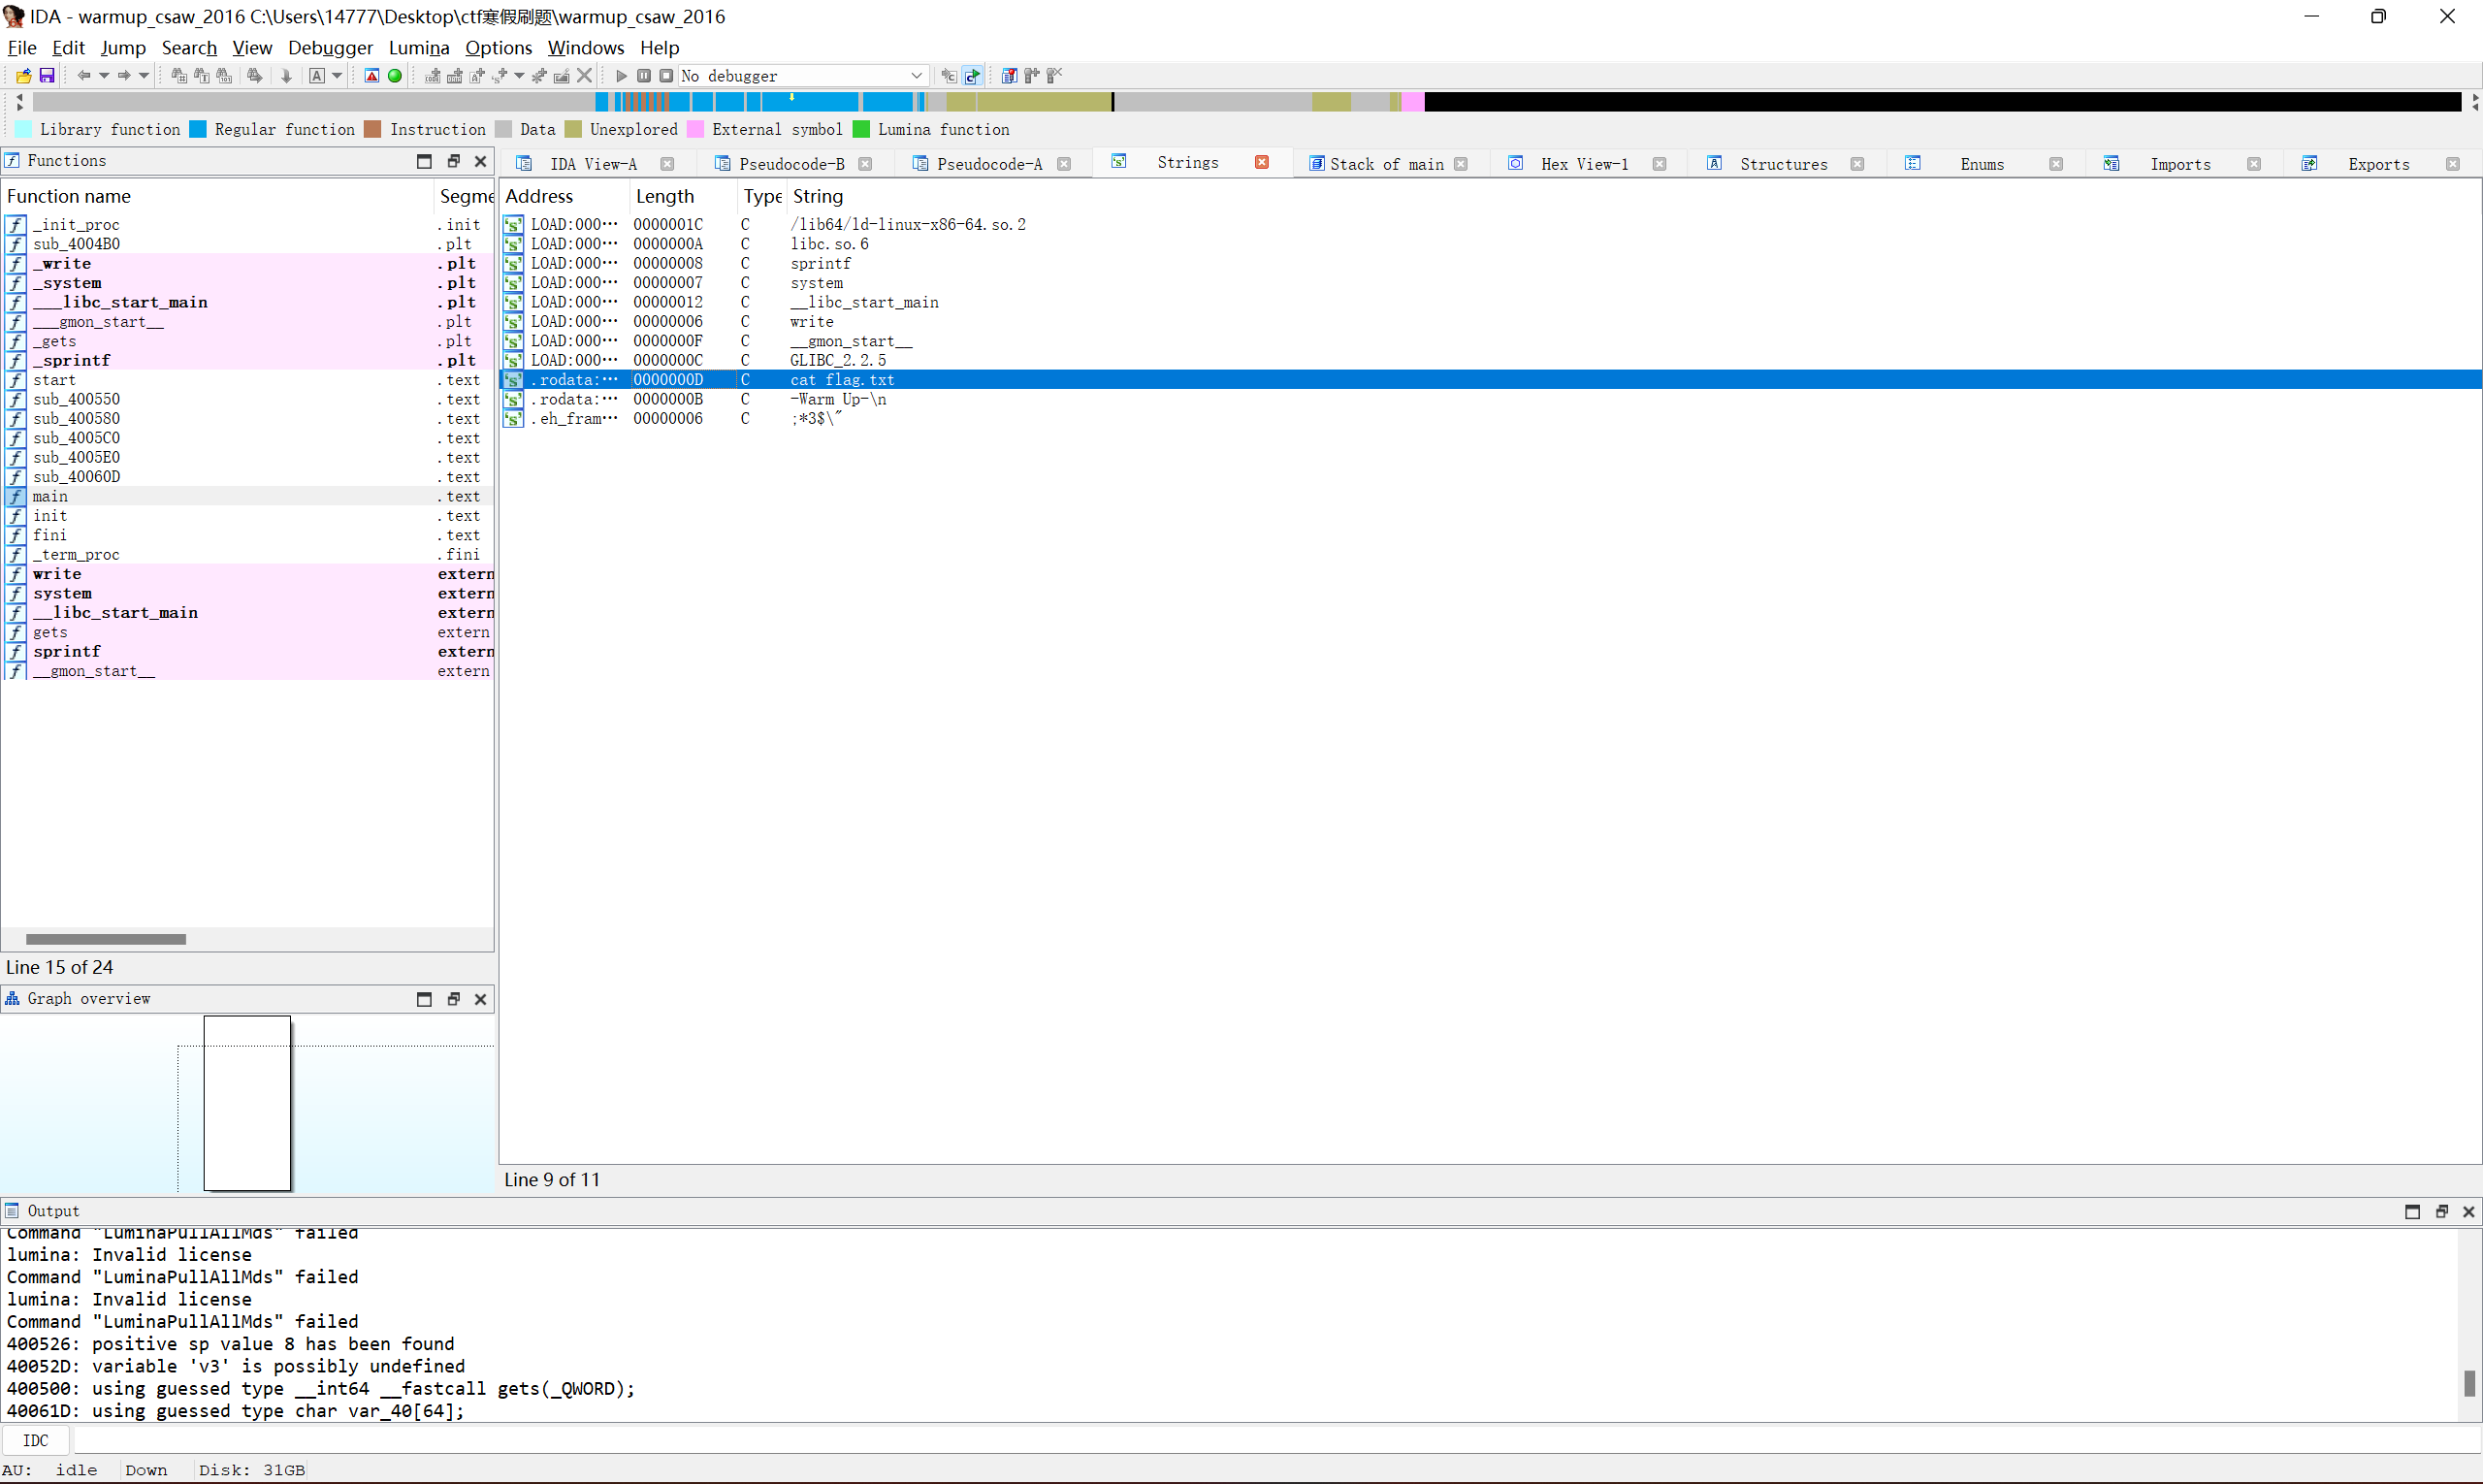 IDA - warmup_csaw_2016 C:\Users\14777\Desktop\ctf寒假刷题\warmup_csaw_2016
File Edit Jump Search View Debugger Lumina Options Windows Help
No debugger
Library function Regular function Instruction Data Unexplored External symbol Lumina function
Functions
IDA View-A Pseudocode-B Pseudocode-A Strings Stack of main Hex View-1 Structures Enums Imports Exports
Function name Segme
_init_proc .init
sub_4004B0 .plt
_write .plt
_system .plt
___libc_start_main .plt
___gmon_start__ .plt
_gets .plt
_sprintf .plt
start .text
sub_400550 .text
sub_400580 .text
sub_4005C0 .text
sub_4005E0 .text
sub_40060D .text
main .text
init .text
fini .text
_term_proc .fini
write extern
system extern
__libc_start_main extern
gets extern
sprintf extern
__gmon_start__ extern
Line 15 of 24
Graph overview
Address Length Type String
LOAD:000… 0000001C C /lib64/ld-linux-x86-64.so.2
LOAD:000… 0000000A C libc.so.6
LOAD:000… 00000008 C sprintf
LOAD:000… 00000007 C system
LOAD:000… 00000012 C __libc_start_main
LOAD:000… 00000006 C write
LOAD:000… 0000000F C __gmon_start__
LOAD:000… 0000000C C GLIBC_2.2.5
.rodata:… 0000000D C cat flag.txt
.rodata:… 0000000B C -Warm Up-\n
.eh_fram… 00000006 C ;*3$\"
Line 9 of 11
Output
Command "LuminaPullAllMds" failed
lumina: Invalid license
Command "LuminaPullAllMds" failed
lumina: Invalid license
Command "LuminaPullAllMds" failed
400526: positive sp value 8 has been found
40052D: variable 'v3' is possibly undefined
400500: using guessed type __int64 __fastcall gets(_QWORD);
40061D: using guessed type char var_40[64];
IDC
AU: idle Down Disk: 31GB